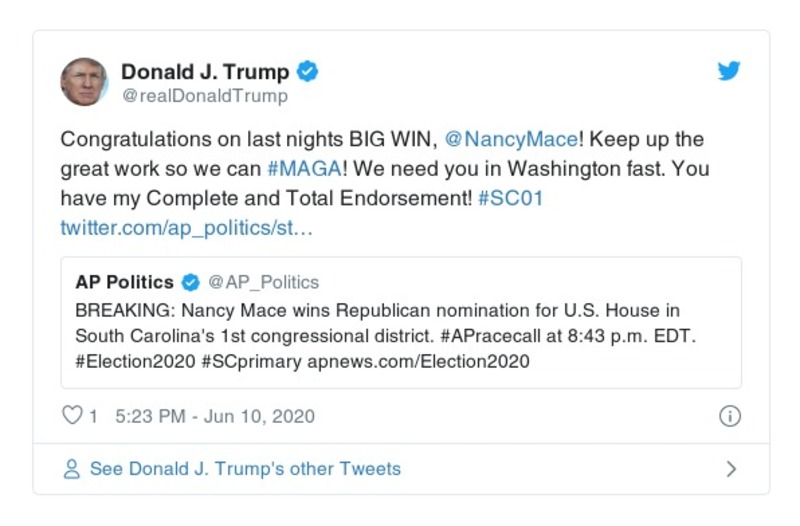 Donald J. Trump
@realDonaldTrump
Congratulations on last nights BIG WIN, @NancyMace! Keep up the
great work so we can #MAGA! We need you in Washington fast. You
have my Complete and Total Endorsement! #SC01
twitter.com/ap_politics/st…
AP Politics @AP_Politics
BREAKING: Nancy Mace wins Republican nomination for U.S. House in
South Carolina's 1st congressional district. #APracecall at 8:43 p.m. EDT.
#Election2020 #SCprimary apnews.com/Election2020
1 5:23 PM - Jun 10, 2020
See Donald J. Trump's other Tweets